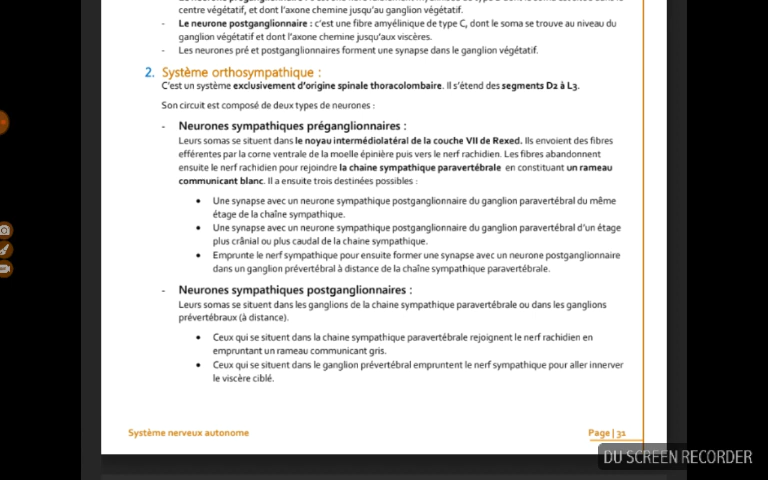 centre végétatif, et dont l'axone chemine jusqu'au ganglion végétatif.
- Le neurone postganglionnaire : c'est une fibre amyélinique de type C, dont le soma se trouve au niveau du
ganglion végétatif et dont l'axone chemine jusqu'aux viscères.
- Les neurones pré et postganglionnaires forment une synapse dans le ganglion végétatif.
2. Système orthosympathique :
C'est un système exclusivement d'origine spinale thoracolombaire. Il s'étend des segments D2 à L3.
Son circuit est composé de deux types de neurones :
- Neurones sympathiques préganglionnaires :
Leurs somas se situent dans le noyau intermédiolatéral de la couche VII de Rexed. Ils envoient des fibres
efférentes par la corne ventrale de la moelle épinière puis vers le nerf rachidien. Les fibres abandonnent
ensuite le nerf rachidien pour rejoindre la chaine sympathique paravertébrale en constituant un rameau
communicant blanc. Il a ensuite trois destinées possibles :
• Une synapse avec un neurone sympathique postganglionnaire du ganglion paravertébral du même
étage de la chaîne sympathique.
• Une synapse avec un neurone sympathique postganglionnaire du ganglion paravertébral d'un étage
plus crânial ou plus caudal de la chaine sympathique.
• Emprunte le nerf sympathique pour ensuite former une synapse avec un neurone postganglionnaire
dans un ganglion prévertébral à distance de la chaîne sympathique paravertébrale.
- Neurones sympathiques postganglionnaires :
Leurs somas se situent dans les ganglions de la chaine sympathique paravertébrale ou dans les ganglions
prévertébraux (à distance).
• Ceux qui se situent dans la chaine sympathique paravertébrale rejoignent le nerf rachidien en
empruntant un rameau communicant gris.
• Ceux qui se situent dans le ganglion prévertébral empruntent le nerf sympathique pour aller innerver
le viscère ciblé.
Système nerveux autonome
Page | 31
DU SCREEN RECORDER